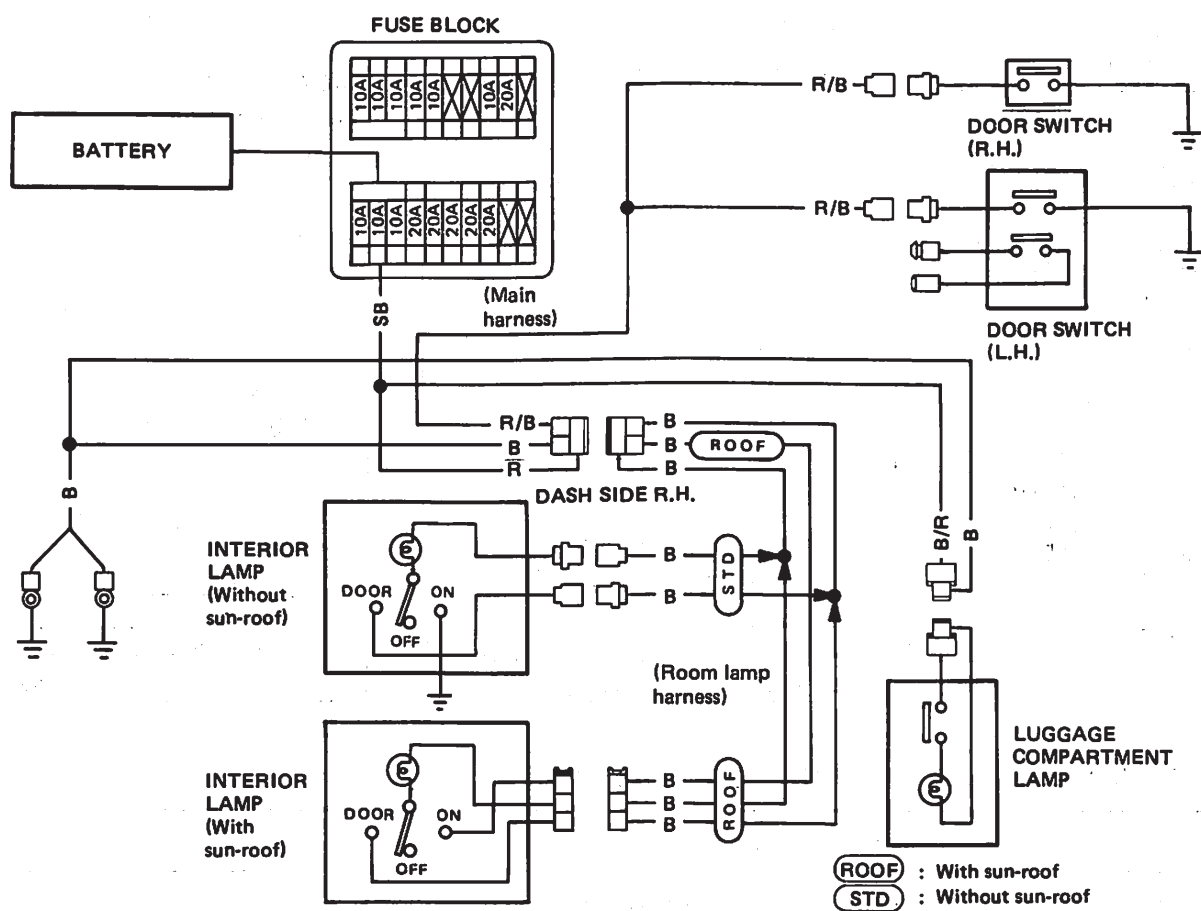 FUSE BLOCK
10A 10A 10A 10A 10A 10A 20A
BATTERY
10A 10A 10A 20A 20A 20A 20A 20A
R/B
DOOR SWITCH
(R.H.)
R/B
DOOR SWITCH
(L.H.)
SB
(Main
harness)
R/B
B
R
B
B
ROOF
B
DASH SIDE R.H.
B
B/R
B
INTERIOR
LAMP
(Without
sun-roof)
DOOR
ON
OFF
B
B
STD
(Room lamp
harness)
INTERIOR
LAMP
(With
sun-roof)
DOOR
ON
OFF
B
B
B
ROOF
LUGGAGE
COMPARTMENT
LAMP
ROOF : With sun-roof
STD : Without sun-roof